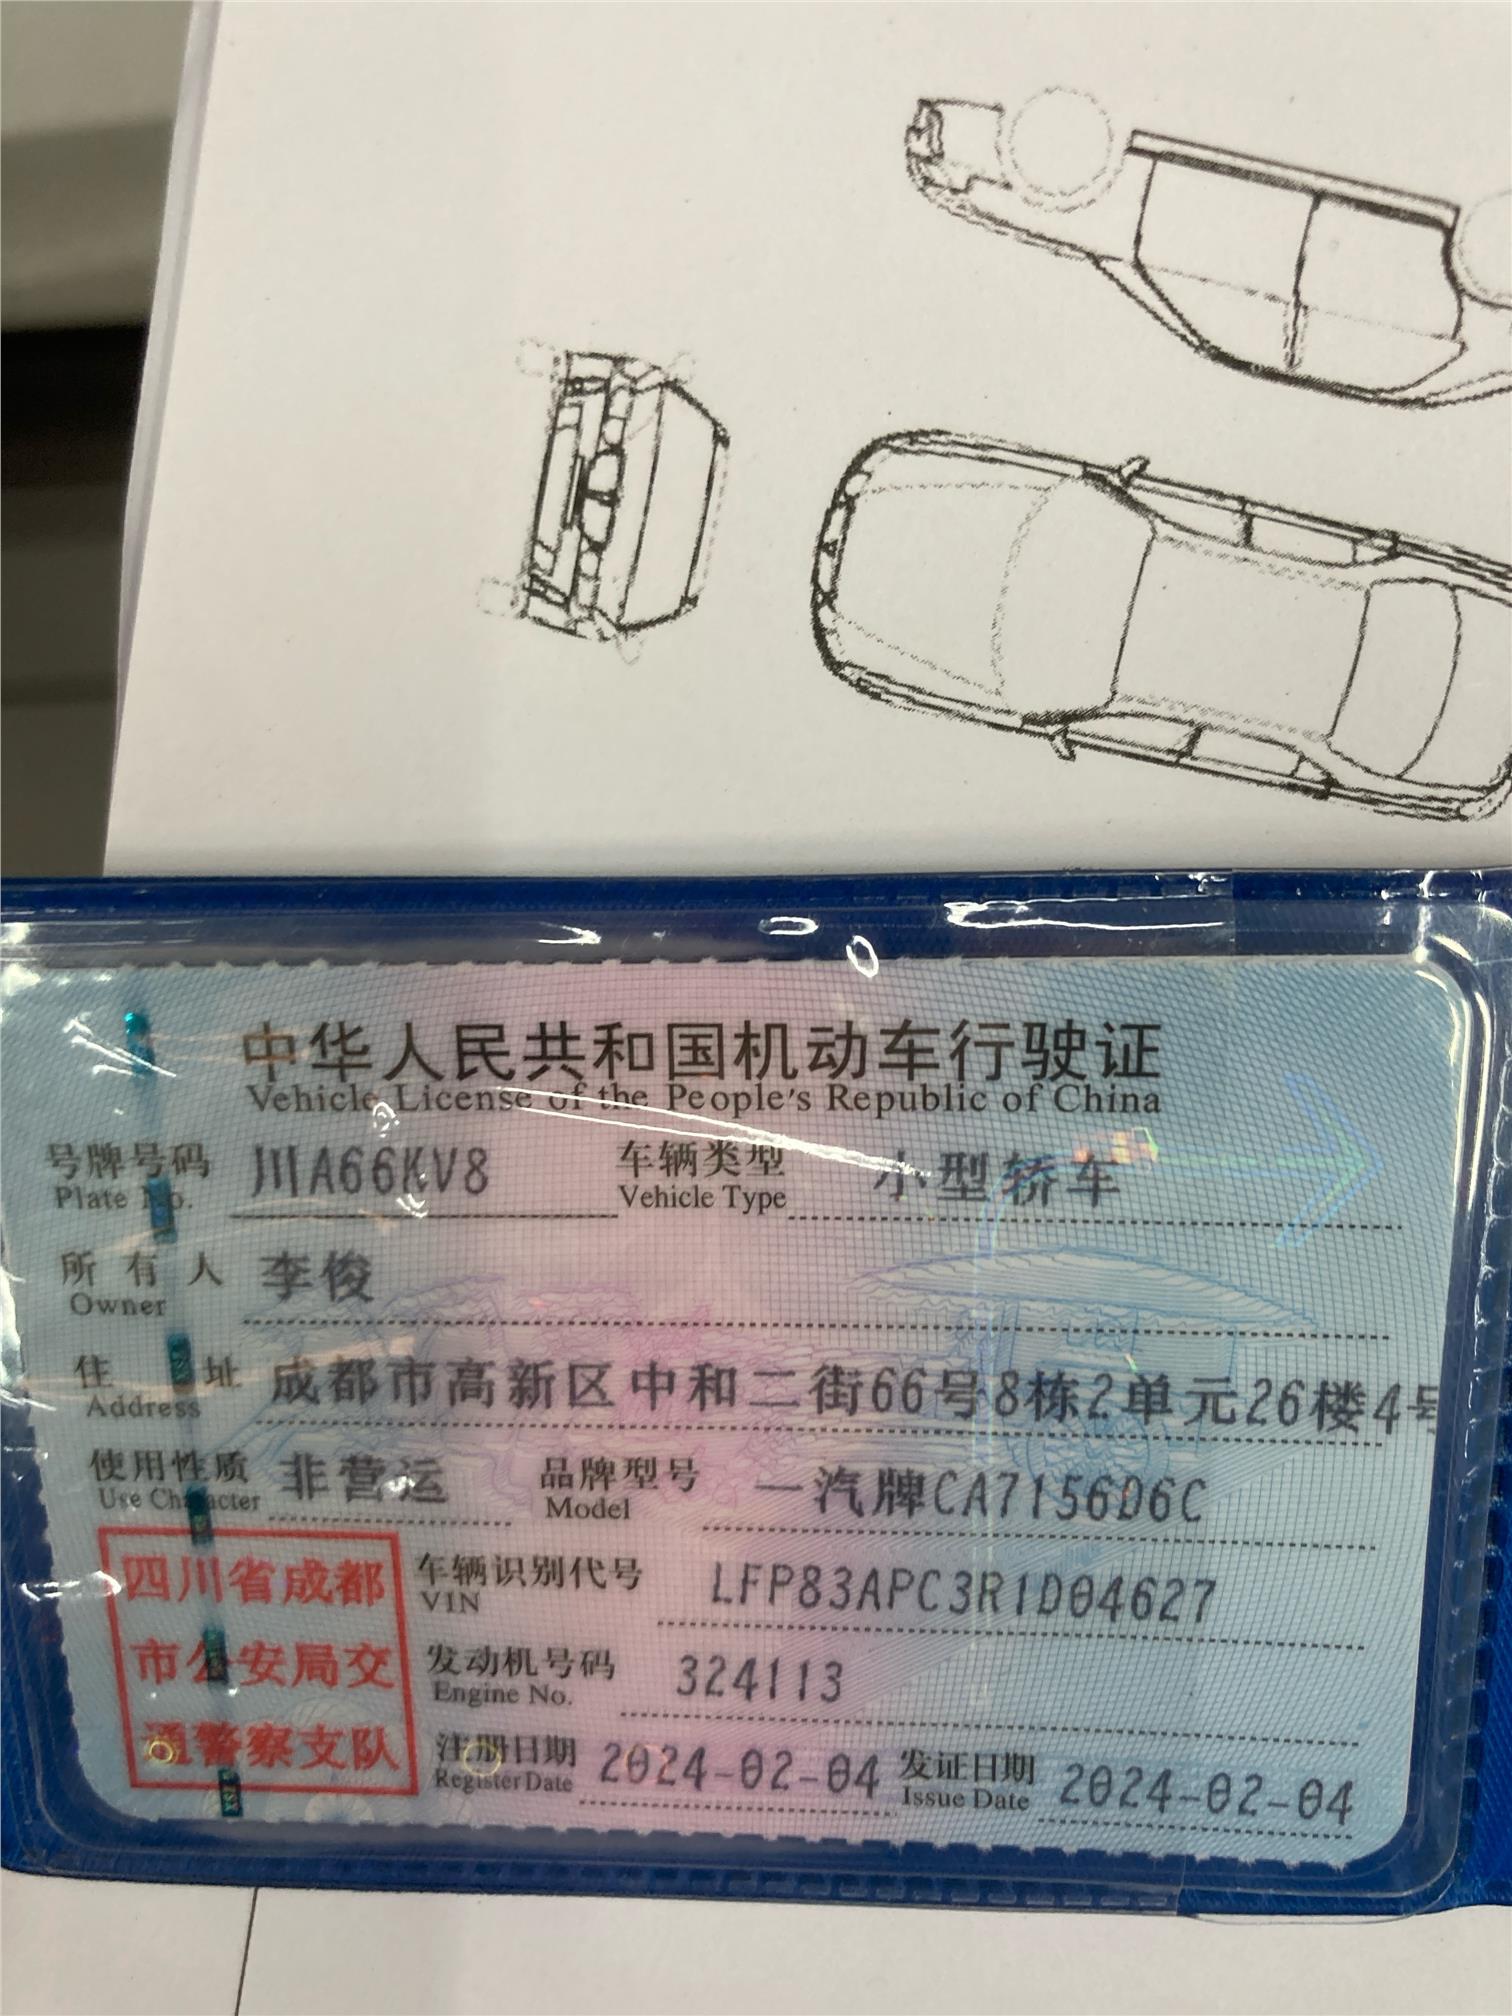 中华人民共和国机动车行驶证
Vehicle License of the People's Republic of China
号牌号码 川A66KV8 车辆类型 小型轿车
Plate No. Vehicle Type
所有人 李俊
Owner
住址 成都市高新区中和二街66号8栋2单元26楼4号
Address
使用性质 非营运 品牌型号 一汽牌CA7156D6C
Use Character Model
四川省成都
市公安局交
通警察支队
车辆识别代号 LFP83APC3R1D04627
VIN
发动机号码 324113
Engine No.
注册日期 2024-02-04 发证日期 2024-02-04
Register Date Issue Date